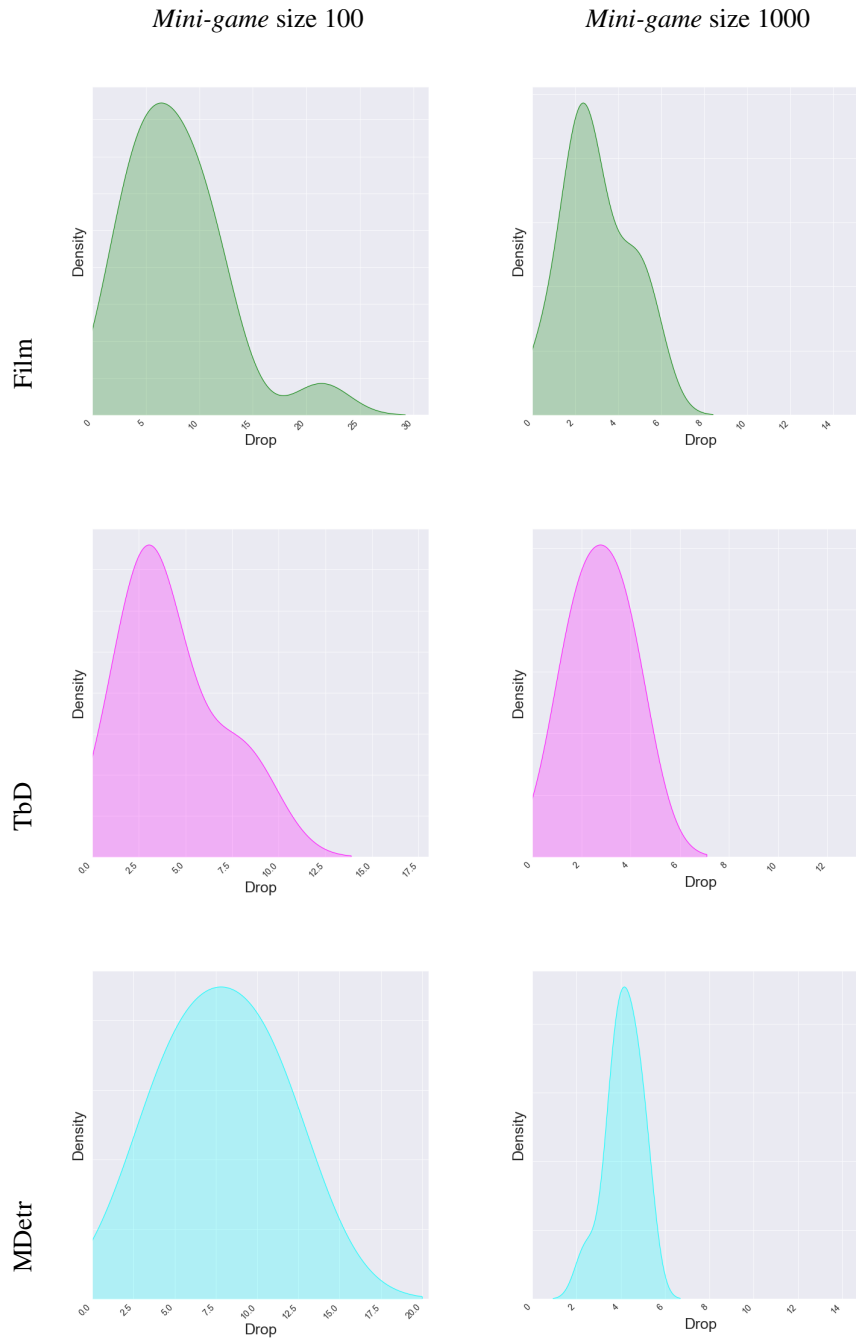 Mini-game size 100
Mini-game size 1000
Film
Density
0 5 10 15 20 25 30
Drop
Density
0 2 4 6 8 10 12 14
Drop
TbD
Density
0.0 2.5 5.0 7.5 10.0 12.5 15.0 17.5
Drop
Density
0 2 4 6 8 10 12
Drop
MDetr
Density
0.0 2.5 5.0 7.5 10.0 12.5 15.0 17.5 20.0
Drop
Density
0 2 4 6 8 10 12 14
Drop